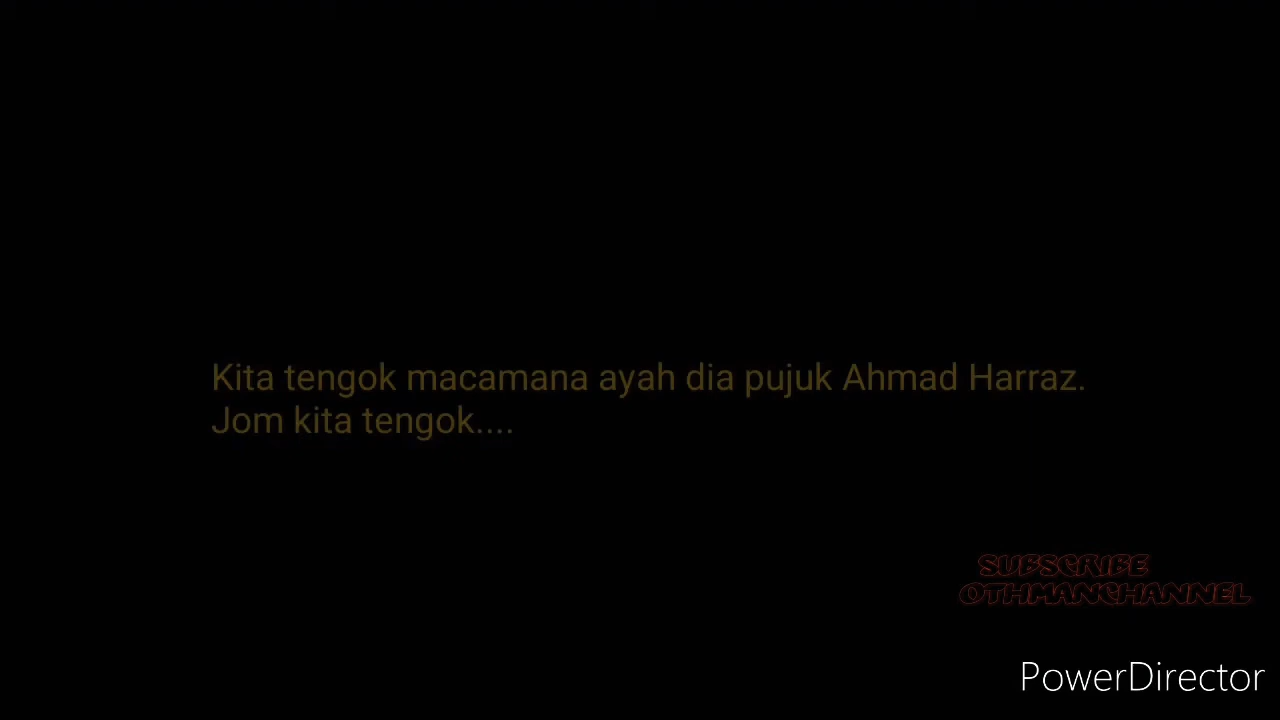 Kita tengok macamana ayah dia pujuk Ahmad Harraz.
Jom kita tengok....
SUBSCRIBE
OTHMANCHANNEL
PowerDirector